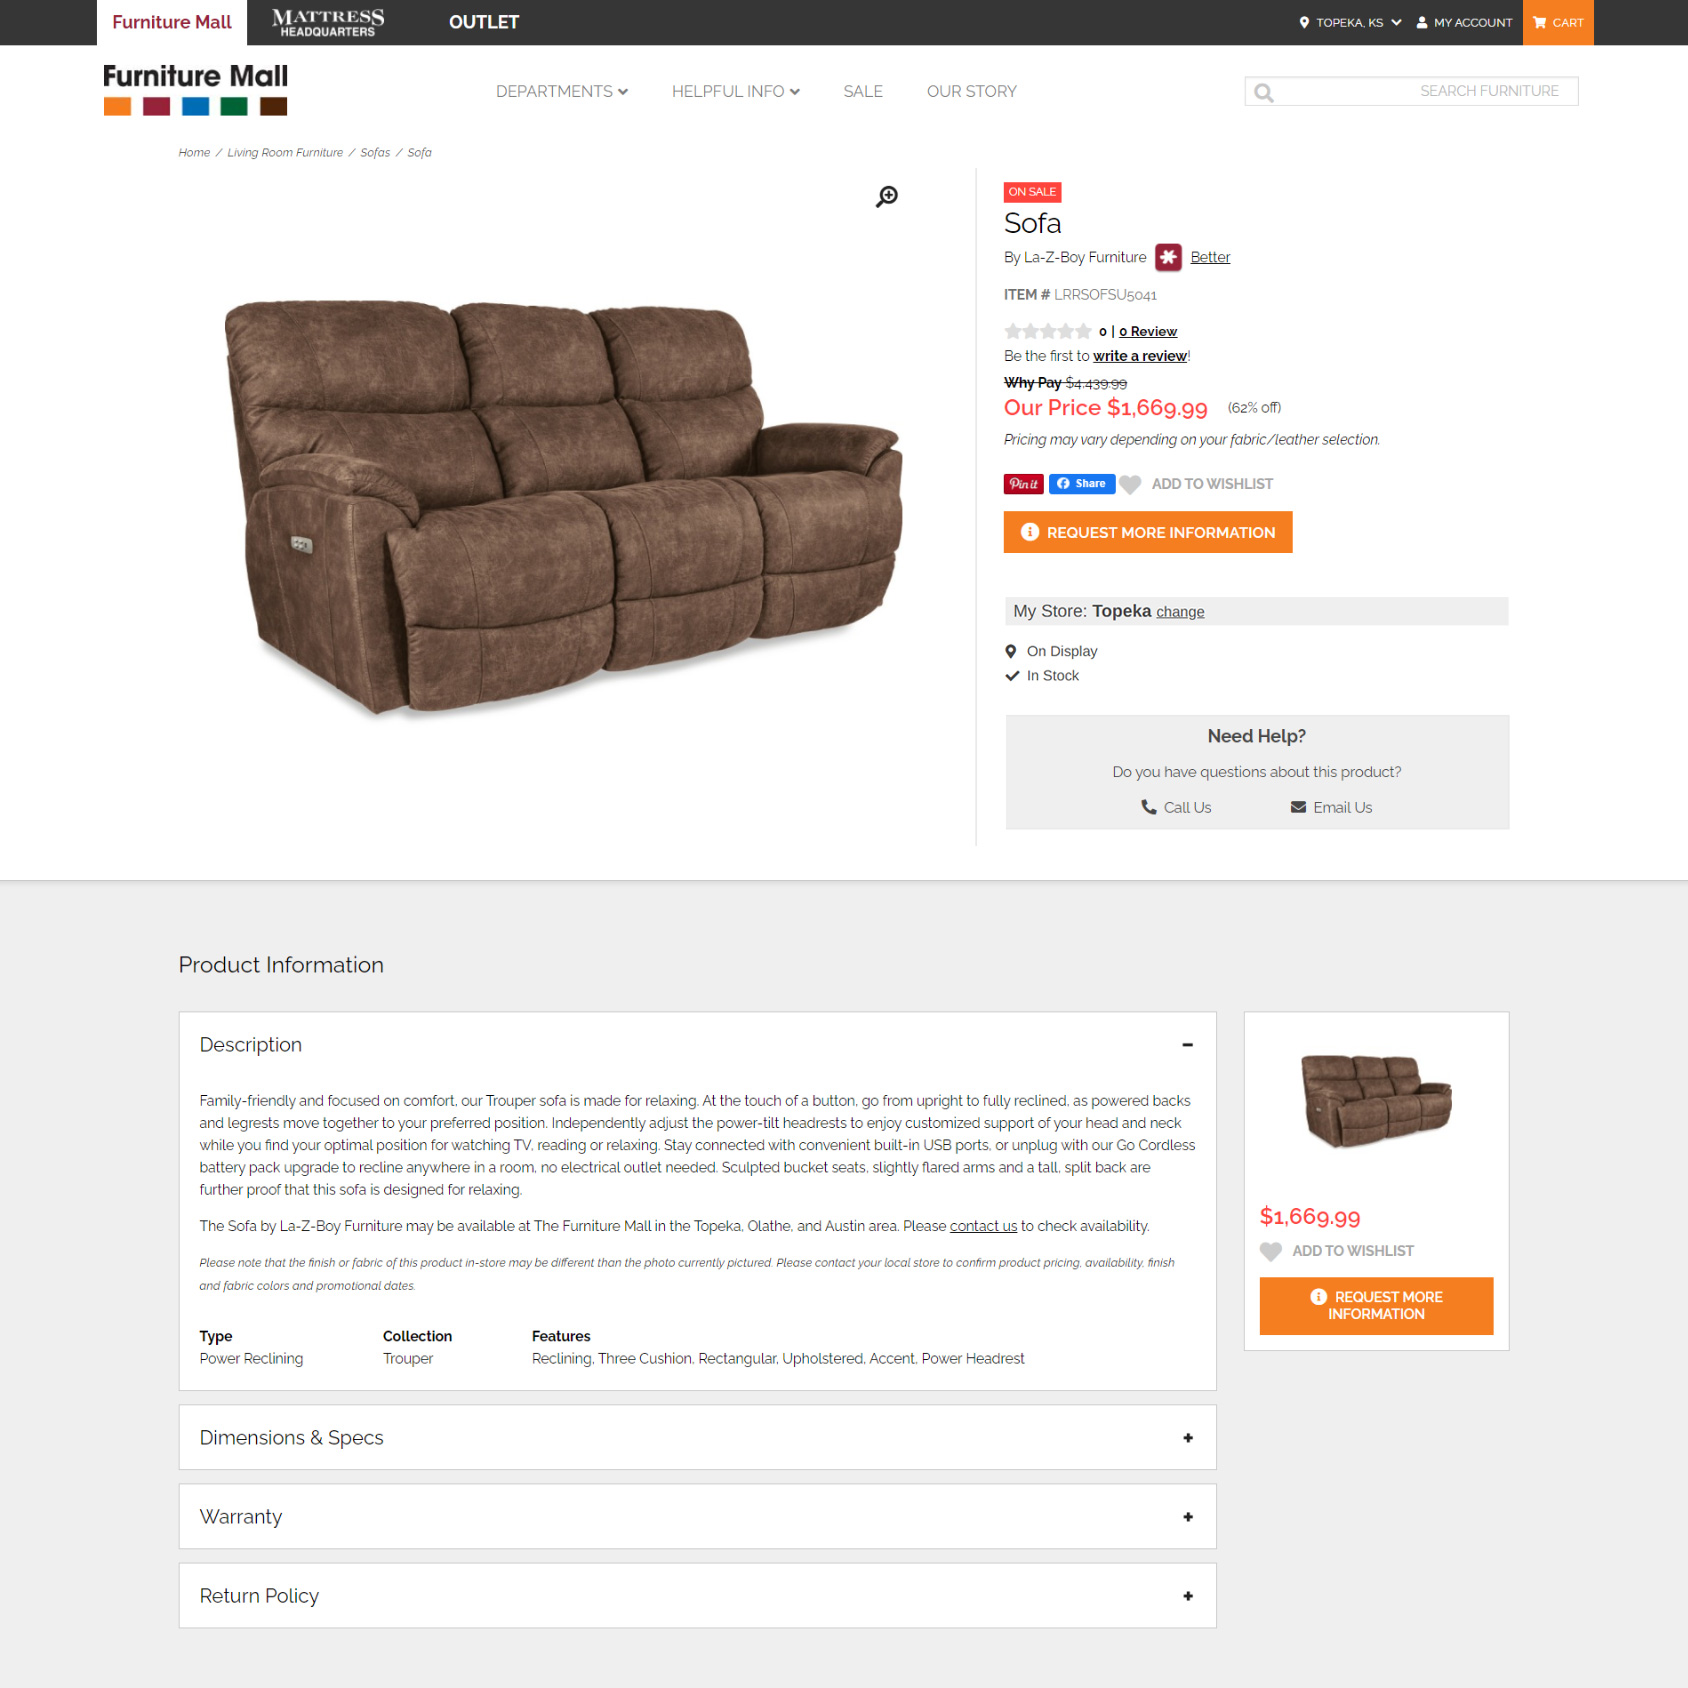 Furniture Mall
MATTRESS
HEADQUARTERS
OUTLET
TOPEKA, KS
MY ACCOUNT
CART
Furniture Mall
DEPARTMENTS
HELPFUL INFO
SALE
OUR STORY
SEARCH FURNITURE
Home / Living Room Furniture / Sofas / Sofa
ON SALE
Sofa
By La-Z-Boy Furniture Better
ITEM # LRRSOFSU5041
0 | 0 Review
Be the first to write a review!
Why Pay $4,439.99
Our Price $1,669.99 (62% off)
Pricing may vary depending on your fabric/leather selection.
Pin it Share ADD TO WISHLIST
REQUEST MORE INFORMATION
My Store: Topeka change
On Display
In Stock
Need Help?
Do you have questions about this product?
Call Us Email Us
Product Information
Description
Family-friendly and focused on comfort, our Trouper sofa is made for relaxing. At the touch of a button, go from upright to fully reclined, as powered backs
and legrests move together to your preferred position. Independently adjust the power-tilt headrests to enjoy customized support of your head and neck
while you find your optimal position for watching TV, reading or relaxing. Stay connected with convenient built-in USB ports, or unplug with our Go Cordless
battery pack upgrade to recline anywhere in a room, no electrical outlet needed. Sculpted bucket seats, slightly flared arms and a tall, split back are
further proof that this sofa is designed for relaxing.
The Sofa by La-Z-Boy Furniture may be available at The Furniture Mall in the Topeka, Olathe, and Austin area. Please contact us to check availability.
Please note that the finish or fabric of this product in-store may be different than the photo currently pictured. Please contact your local store to confirm product pricing, availability, finish
and fabric colors and promotional dates.
Type Collection Features
Power Reclining Trouper Reclining, Three Cushion, Rectangular, Upholstered, Accent, Power Headrest
$1,669.99
ADD TO WISHLIST
REQUEST MORE
INFORMATION
Dimensions & Specs
Warranty
Return Policy